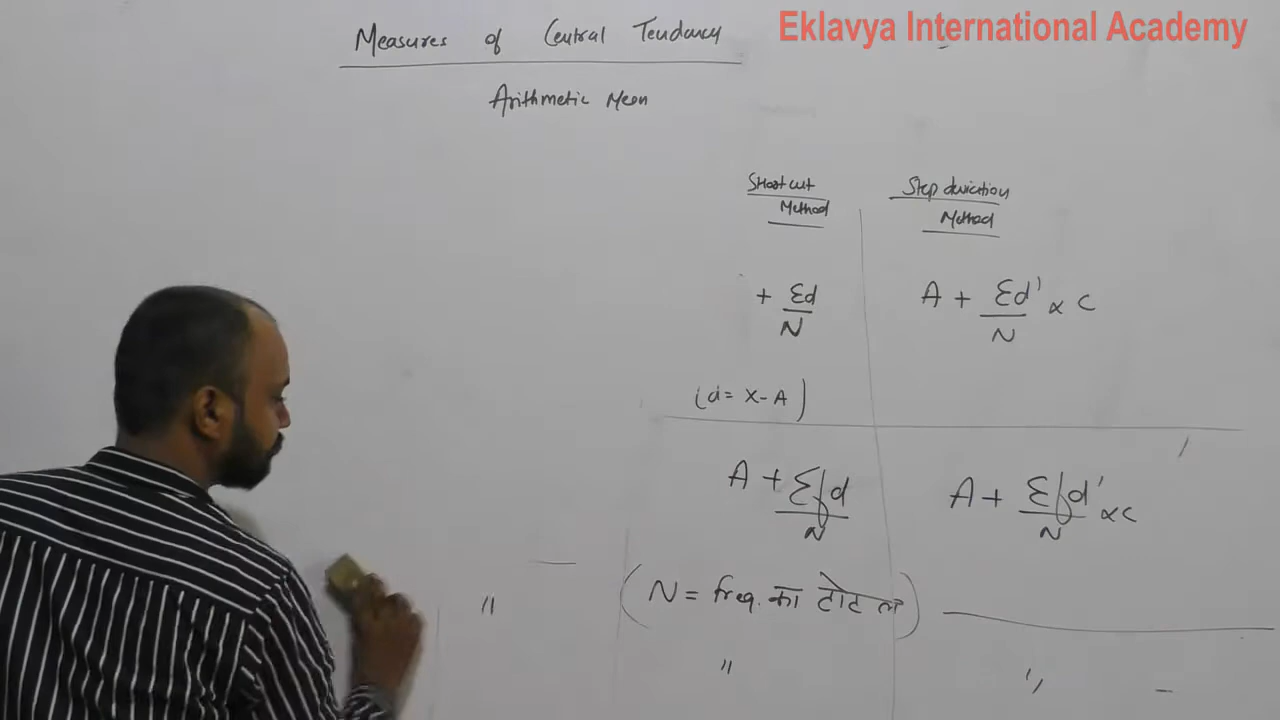 Eklavya International Academy
Measures of Central Tendancy
Arithmetic Mean
Short cut
Method
Step deviation
Method
+ Σd
N
A + Σd' × C
N
(d = X - A)
A + Σfd
N
A + Σfd' × C
N
" (N = freq. का टोटल)
" "